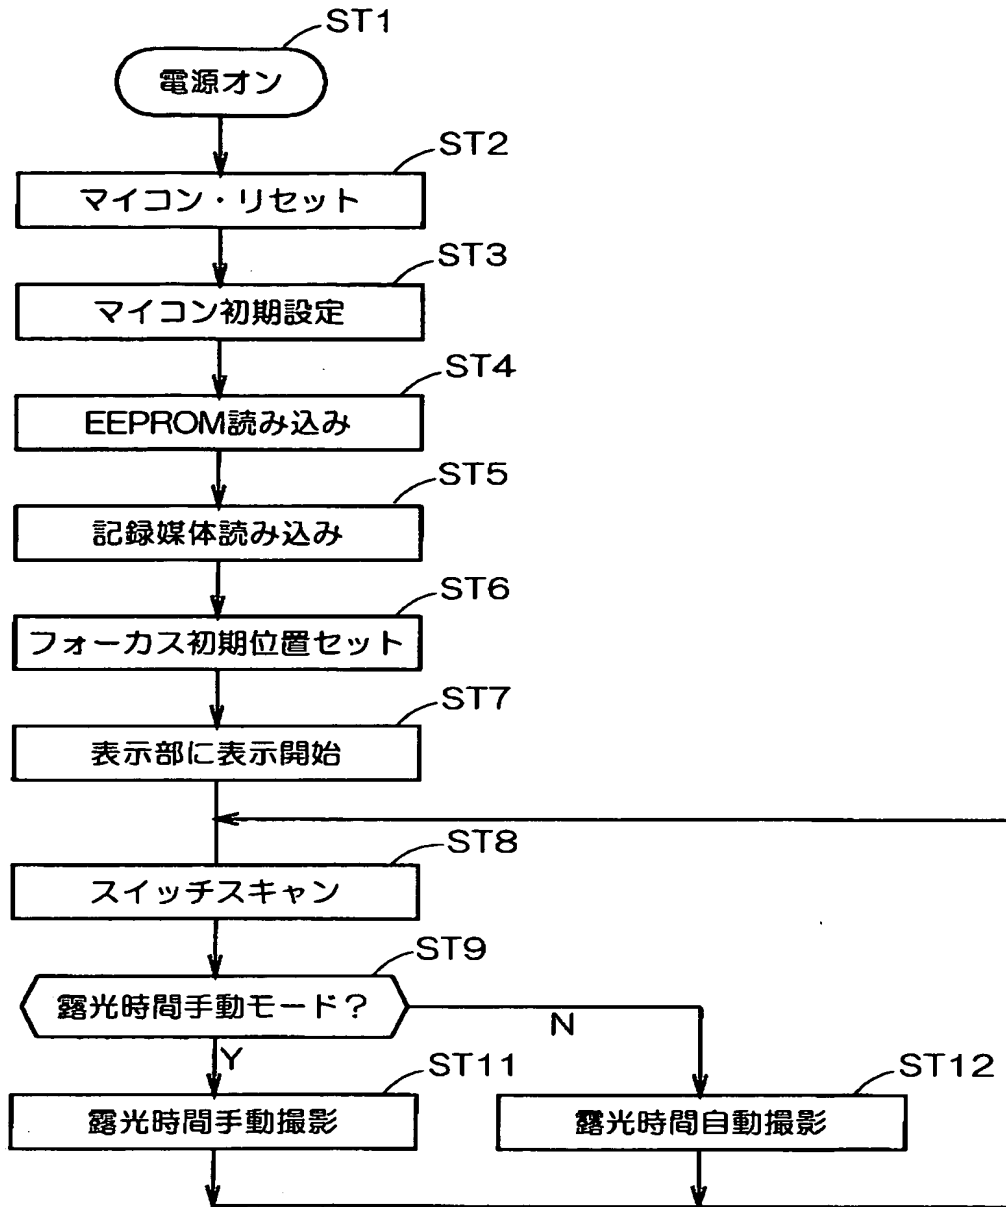 ST1
電源オン
ST2
マイコン・リセット
ST3
マイコン初期設定
ST4
EEPROM読み込み
ST5
記録媒体読み込み
ST6
フォーカス初期位置セット
ST7
表示部に表示開始
ST8
スイッチスキャン
ST9
露光時間手動モード?
N
Y
ST11
露光時間手動撮影
ST12
露光時間自動撮影